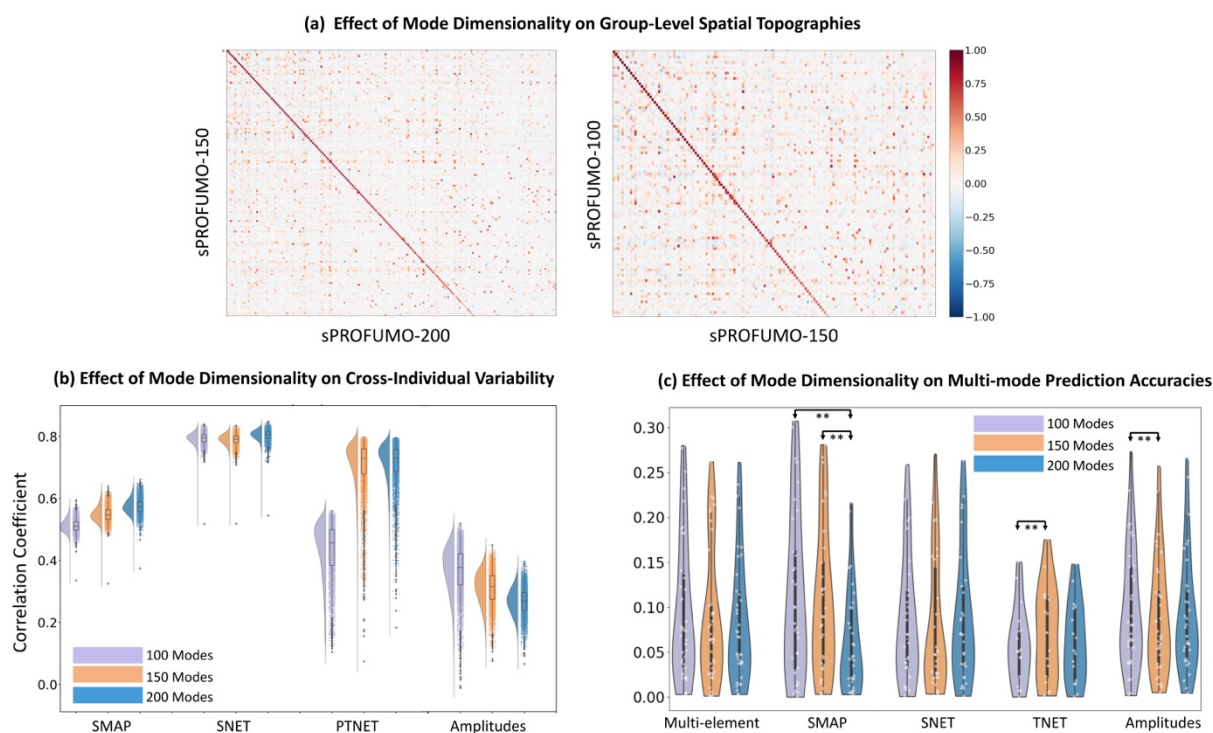 (a) Effect of Mode Dimensionality on Group-Level Spatial Topographies
sPROFUMO-150
sPROFUMO-200
sPROFUMO-100
sPROFUMO-150
1.00
0.75
0.50
0.25
0.00
−0.25
−0.50
−0.75
−1.00
(b) Effect of Mode Dimensionality on Cross-Individual Variability
Correlation Coefficient
0.8
0.6
0.4
0.2
0.0
100 Modes
150 Modes
200 Modes
SMAP SNET PTNET Amplitudes
(c) Effect of Mode Dimensionality on Multi-mode Prediction Accuracies
0.30
0.25
0.20
0.15
0.10
0.05
0.00
**
**
**
**
100 Modes
150 Modes
200 Modes
Multi-element SMAP SNET TNET Amplitudes